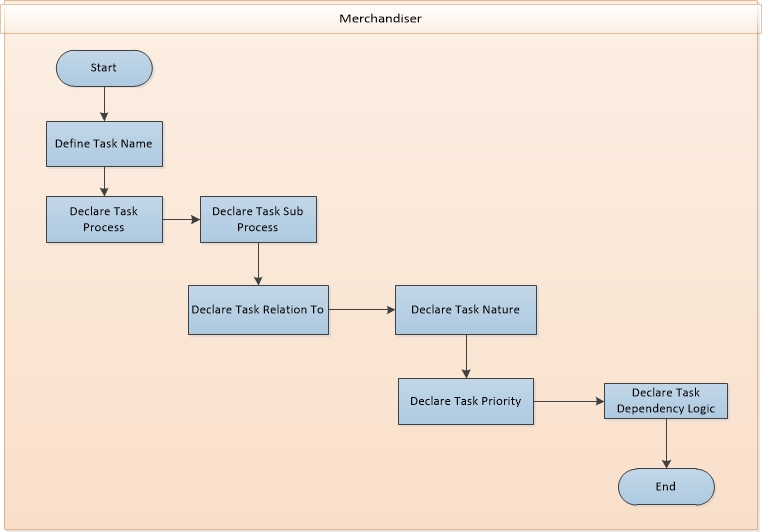 Merchandiser
Start
Define Task Name
Declare Task
Process
Declare Task Sub
Process
Declare Task Relation To
Declare Task Nature
Declare Task Priority
Declare Task
Dependency Logic
End